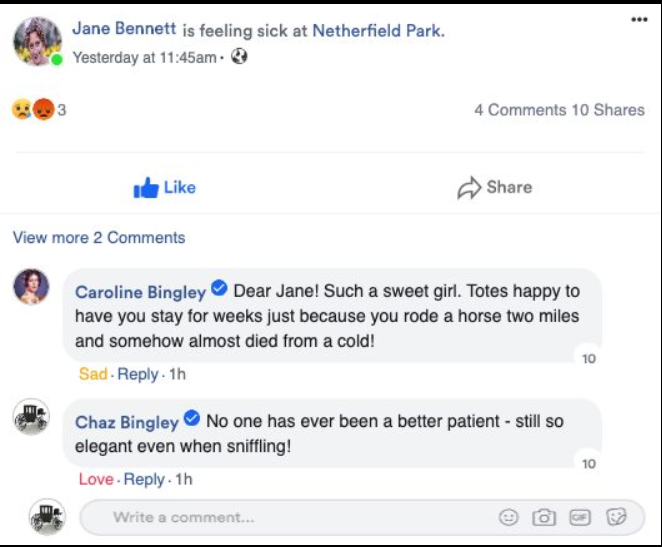 Jane Bennett is feeling sick at Netherfield Park.
Yesterday at 11:45am ·
3
4 Comments 10 Shares
Like
Share
View more 2 Comments
Caroline Bingley Dear Jane! Such a sweet girl. Totes happy to
have you stay for weeks just because you rode a horse two miles
and somehow almost died from a cold!
10
Sad · Reply · 1h
Chaz Bingley No one has ever been a better patient - still so
elegant even when sniffling!
10
Love · Reply · 1h
Write a comment...
GIF